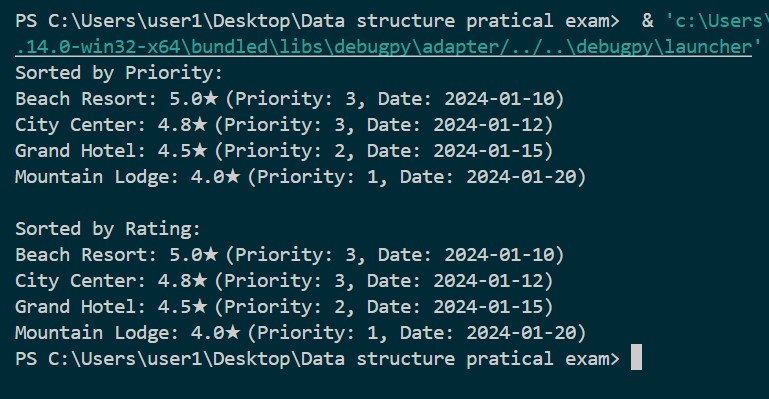 PS C:\Users\user1\Desktop\Data structure pratical exam>  & 'c:\Users\
.14.0-win32-x64\bundled\libs\debugpy\adapter/../..\debugpy\launcher'
Sorted by Priority:
Beach Resort: 5.0★ (Priority: 3, Date: 2024-01-10)
City Center: 4.8★ (Priority: 3, Date: 2024-01-12)
Grand Hotel: 4.5★ (Priority: 2, Date: 2024-01-15)
Mountain Lodge: 4.0★ (Priority: 1, Date: 2024-01-20)

Sorted by Rating:
Beach Resort: 5.0★ (Priority: 3, Date: 2024-01-10)
City Center: 4.8★ (Priority: 3, Date: 2024-01-12)
Grand Hotel: 4.5★ (Priority: 2, Date: 2024-01-15)
Mountain Lodge: 4.0★ (Priority: 1, Date: 2024-01-20)
PS C:\Users\user1\Desktop\Data structure pratical exam>